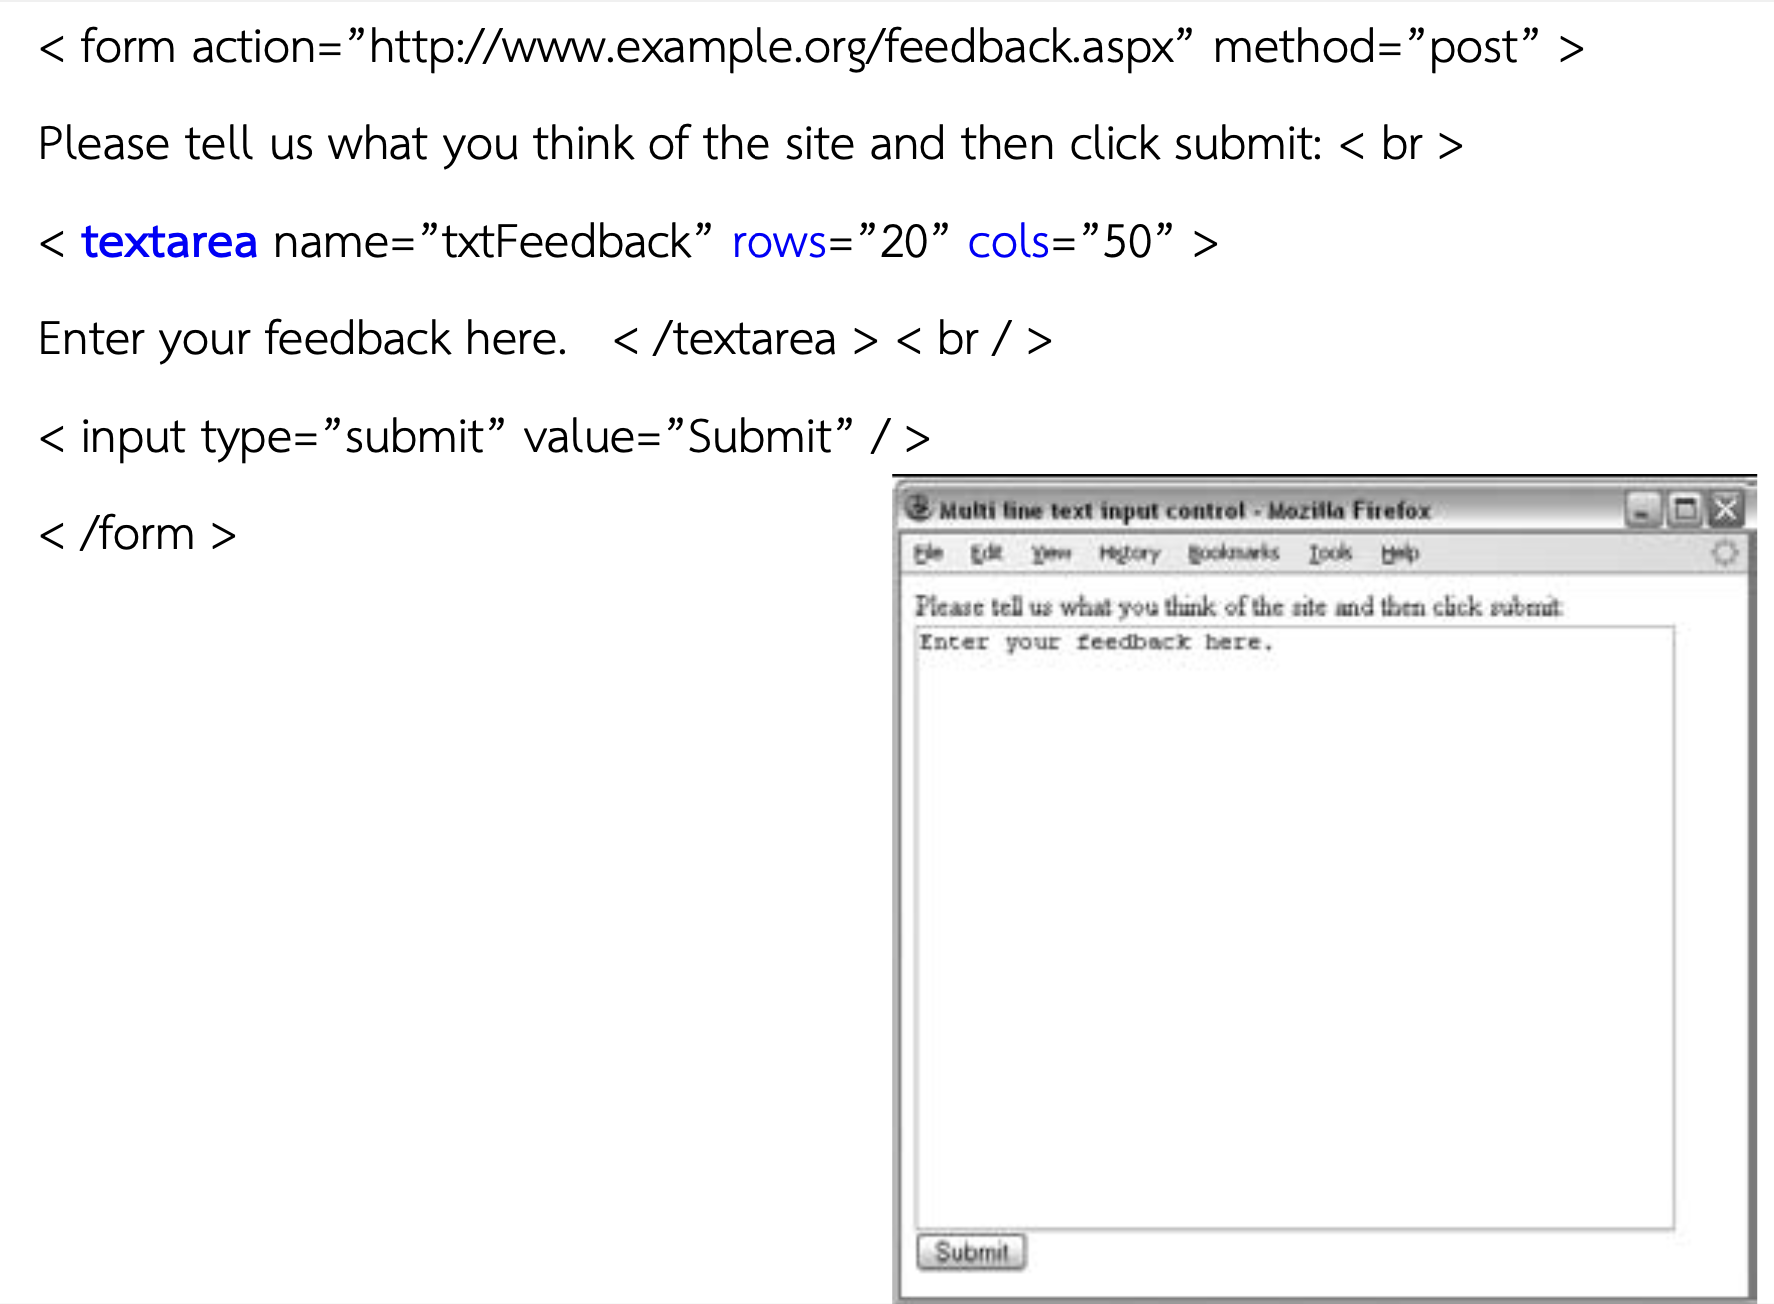 < form action=”http://www.example.org/feedback.aspx” method=”post” >
Please tell us what you think of the site and then click submit: < br >
< textarea name=”txtFeedback” rows=”20” cols=”50” >
Enter your feedback here. < /textarea > < br / >
< input type=”submit” value=”Submit” / >
< /form >
Multi line text input control - Mozilla Firefox
File Edit View History Bookmarks Tools Help
Please tell us what you think of the site and then click submit:
Enter your feedback here.
Submit